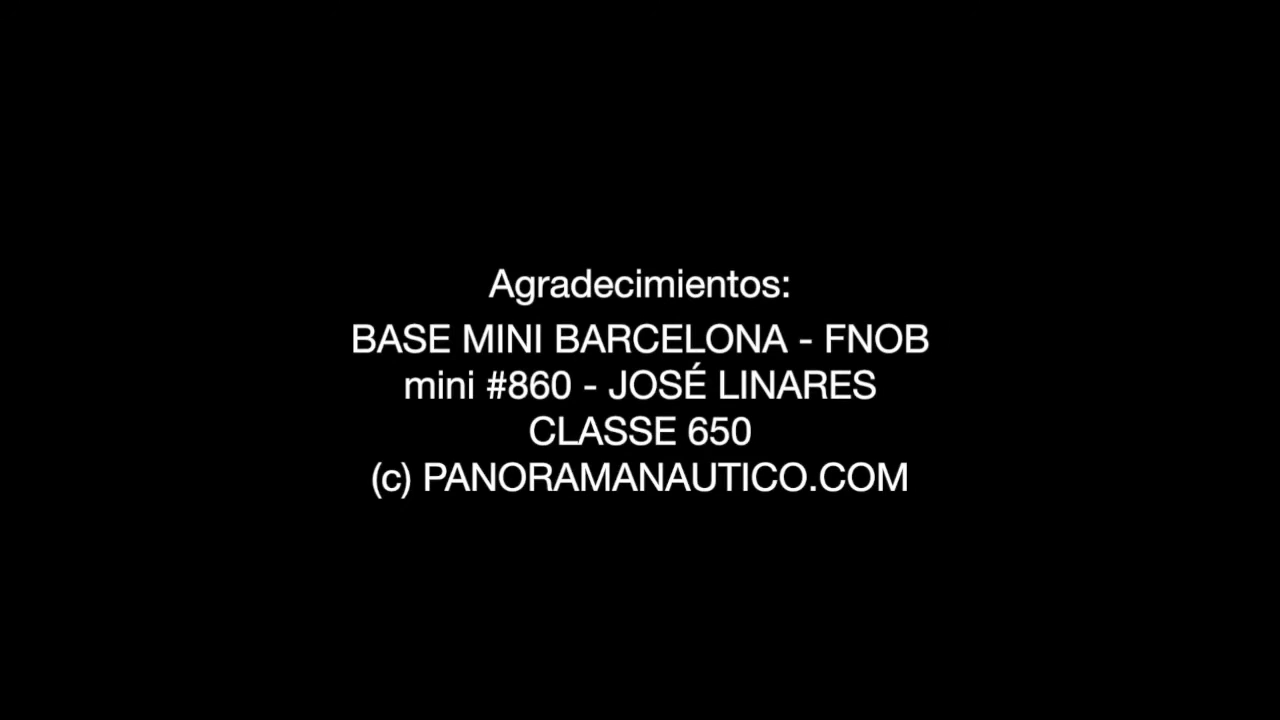 Agradecimientos:
BASE MINI BARCELONA - FNOB
mini #860 - JOSÉ LINARES
CLASSE 650
(c) PANORAMANAUTICO.COM